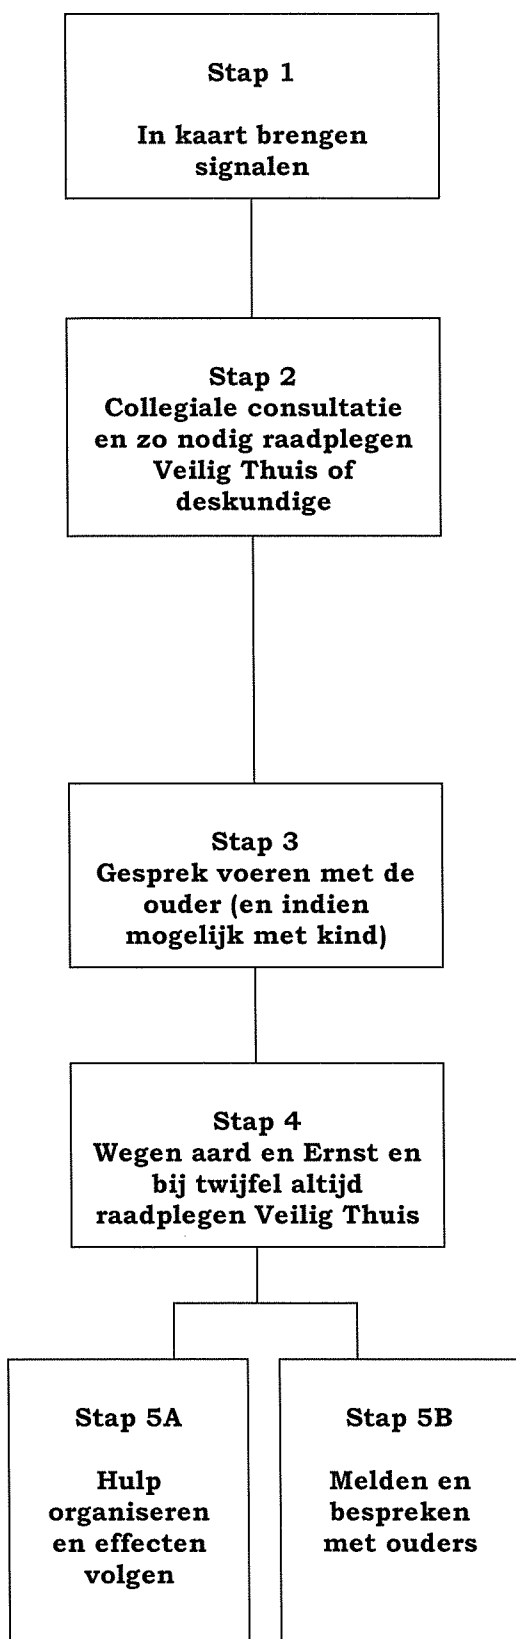 Stap 1
In kaart brengen
signalen
Stap 2
Collegiale consultatie
en zo nodig raadplegen
Veilig Thuis of
deskundige
Stap 3
Gesprek voeren met de
ouder (en indien
mogelijk met kind)
Stap 4
Wegen aard en Ernst en
bij twijfel altijd
raadplegen Veilig Thuis
Stap 5A
Hulp
organiseren
en effecten
volgen
Stap 5B
Melden en
bespreken
met ouders